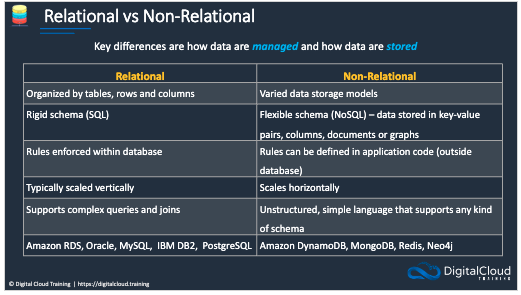 Relational vs Non-Relational
Key differences are how data are managed and how data are stored
Relational
Non-Relational
Organized by tables, rows and columns
Varied data storage models
Rigid schema (SQL)
Flexible schema (NoSQL) – data stored in key-value
pairs, columns, documents or graphs
Rules enforced within database
Rules can be defined in application code (outside
database)
Typically scaled vertically
Scales horizontally
Supports complex queries and joins
Unstructured, simple language that supports any kind
of schema
Amazon RDS, Oracle, MySQL, IBM DB2, PostgreSQL
Amazon DynamoDB, MongoDB, Redis, Neo4j
© Digital Cloud Training | https://digitalcloud.training
DigitalCloud
TRAINING